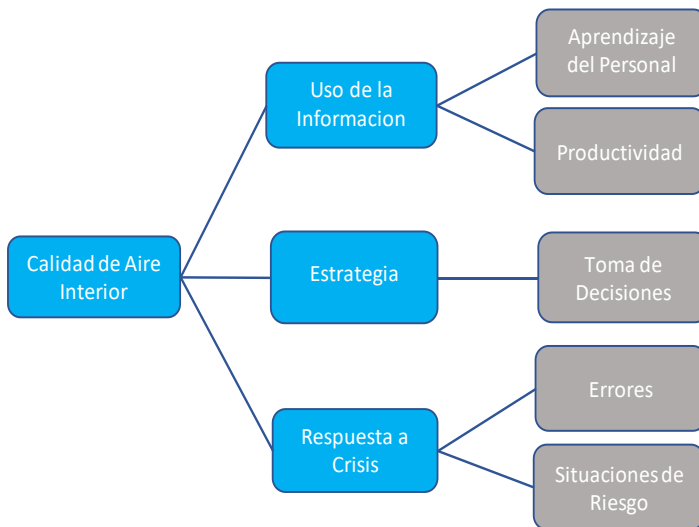 Aprendizaje
del Personal
Uso de la
Informacion
Productividad
Calidad de Aire
Interior
Estrategia
Toma de
Decisiones
Errores
Respuesta a
Crisis
Situaciones de
Riesgo